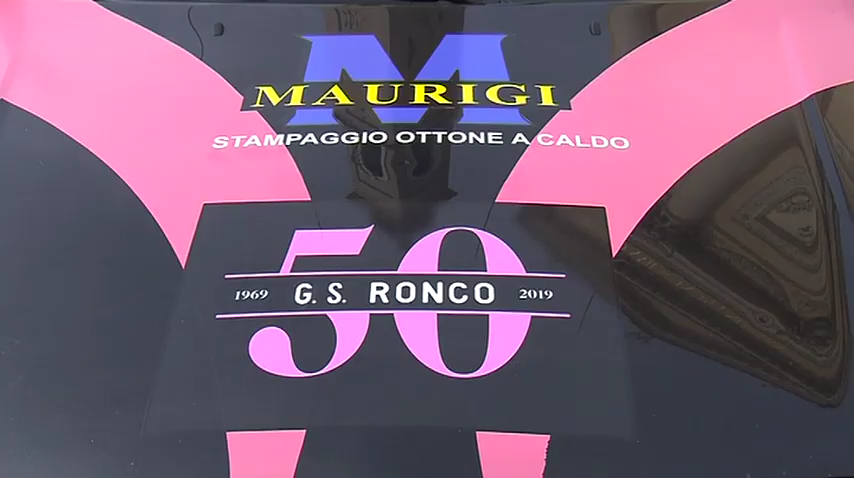 M
MAURIGI
STAMPAGGIO OTTONE A CALDO
50
1969 G. S. RONCO 2019